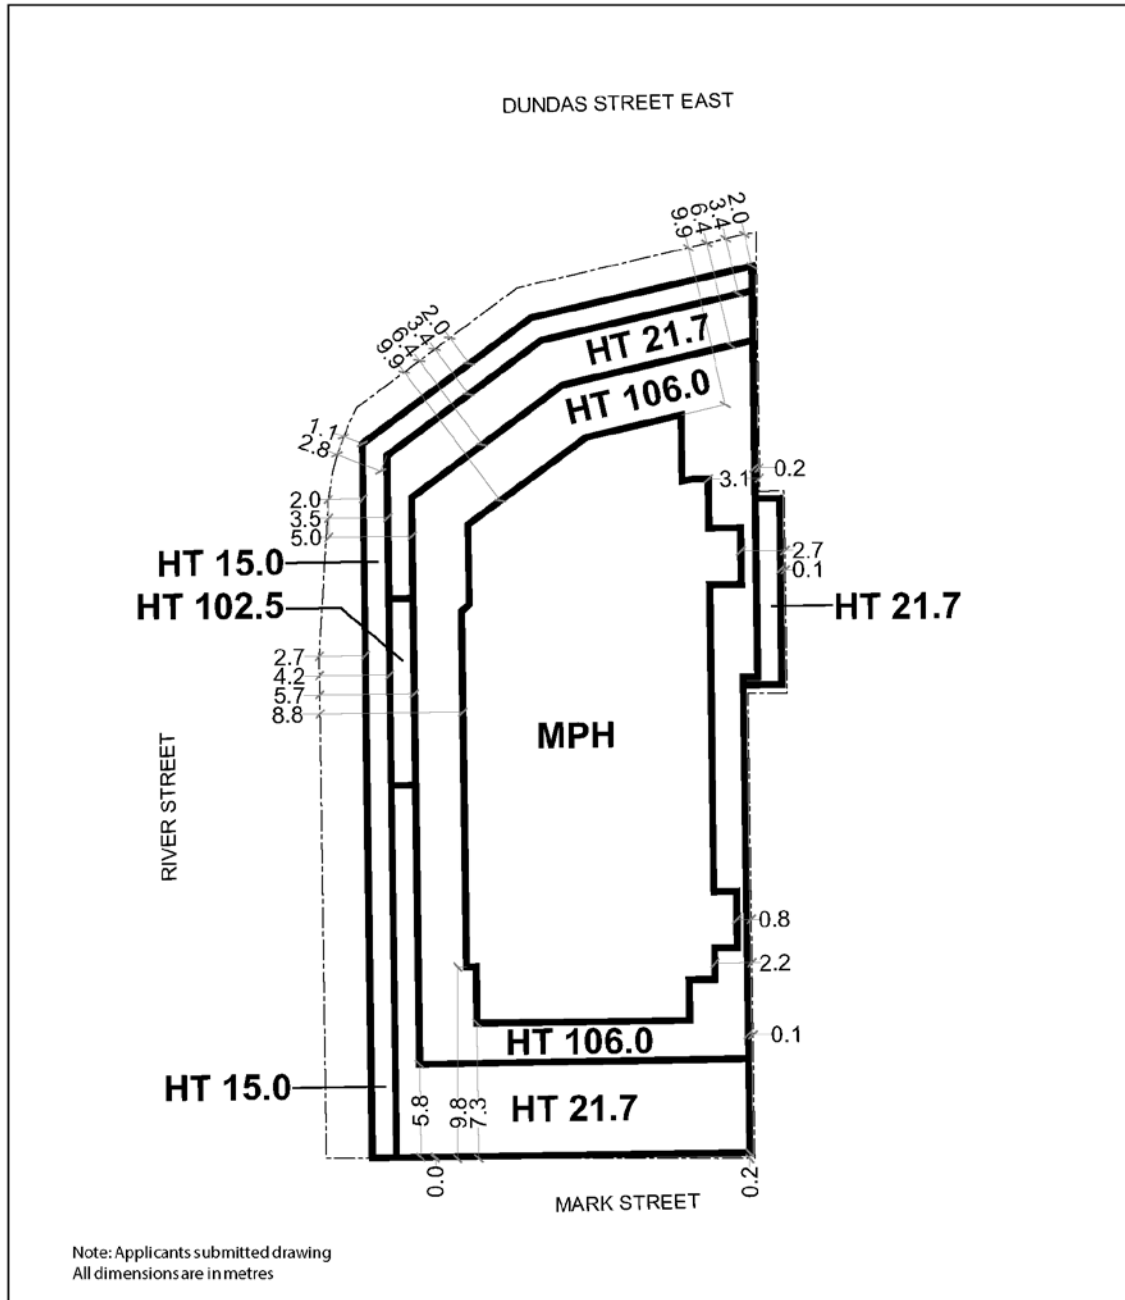 DUNDAS STREET EAST
9.9
6.4
3.4
2.0
2.0
3.4
6.4
9.9
HT 21.7
HT 106.0
1.1
2.8
0.2
3.1
2.0
3.5
5.0
2.7
0.1
HT 15.0
HT 102.5
HT 21.7
2.7
4.2
5.7
8.8
MPH
RIVER STREET
0.8
2.2
0.1
HT 106.0
HT 15.0
5.8
9.8
7.3
HT 21.7
0.0
0.2
MARK STREET
Note: Applicants submitted drawing
All dimensions are in metres